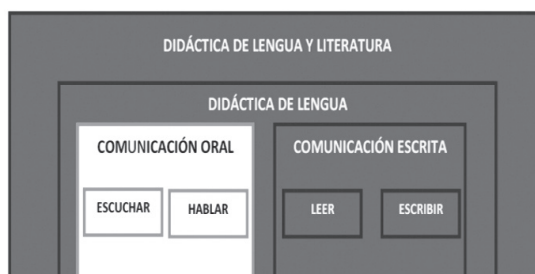 DIDÁCTICA DE LENGUA Y LITERATURA
DIDÁCTICA DE LENGUA
COMUNICACIÓN ORAL
COMUNICACIÓN ESCRITA
ESCUCHAR
HABLAR
LEER
ESCRIBIR